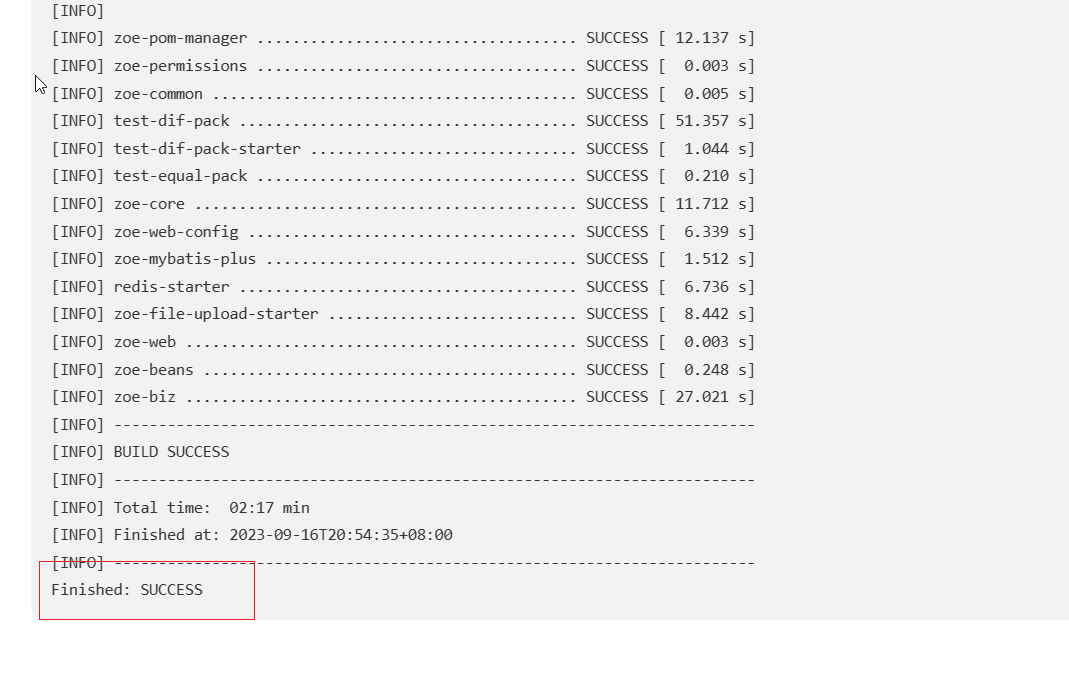 [INFO]
[INFO] zoe-pom-manager .................................... SUCCESS [ 12.137 s]
[INFO] zoe-permissions .................................... SUCCESS [  0.003 s]
[INFO] zoe-common ......................................... SUCCESS [  0.005 s]
[INFO] test-dif-pack ...................................... SUCCESS [ 51.357 s]
[INFO] test-dif-pack-starter .............................. SUCCESS [  1.044 s]
[INFO] test-equal-pack .................................... SUCCESS [  0.210 s]
[INFO] zoe-core ........................................... SUCCESS [ 11.712 s]
[INFO] zoe-web-config ..................................... SUCCESS [  6.339 s]
[INFO] zoe-mybatis-plus ................................... SUCCESS [  1.512 s]
[INFO] redis-starter ...................................... SUCCESS [  6.736 s]
[INFO] zoe-file-upload-starter ............................ SUCCESS [  8.442 s]
[INFO] zoe-web ............................................ SUCCESS [  0.003 s]
[INFO] zoe-beans .......................................... SUCCESS [  0.248 s]
[INFO] zoe-biz ............................................ SUCCESS [ 27.021 s]
[INFO] ------------------------------------------------------------------------
[INFO] BUILD SUCCESS
[INFO] ------------------------------------------------------------------------
[INFO] Total time:  02:17 min
[INFO] Finished at: 2023-09-16T20:54:35+08:00
[INFO] ------------------------------------------------------------------------
Finished: SUCCESS